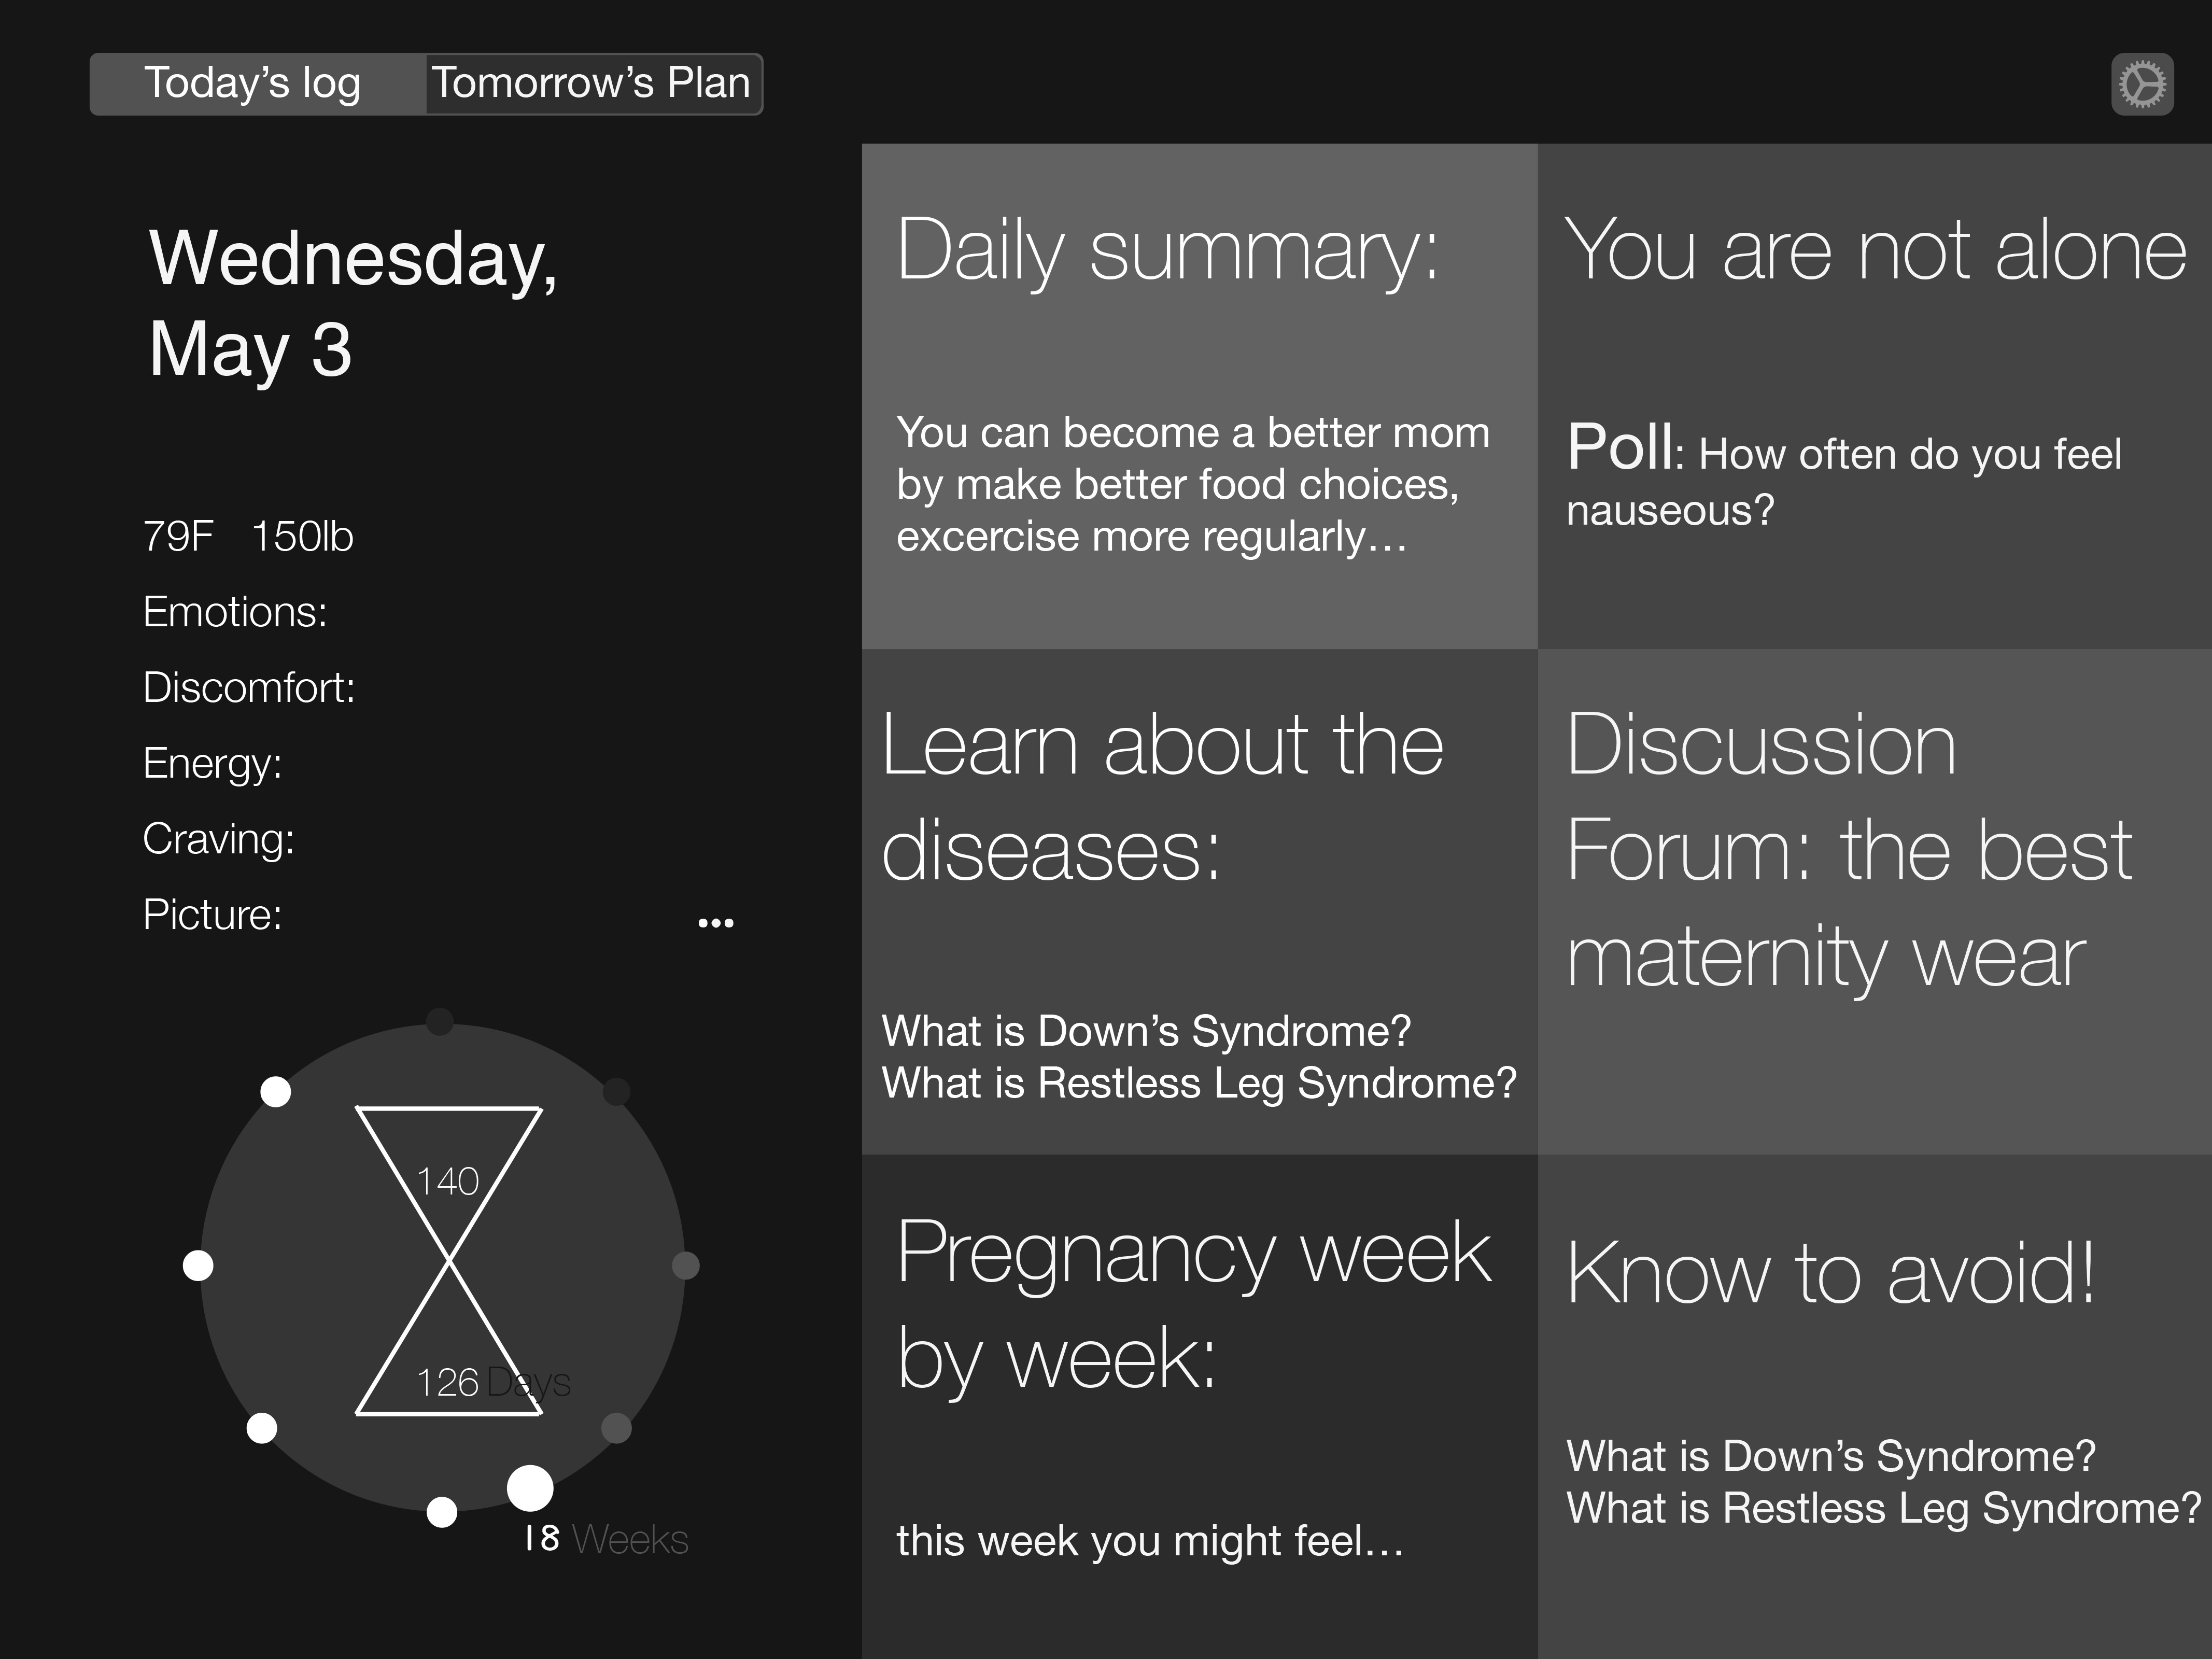 Today’s log
Tomorrow’s Plan
Wednesday,
May 3
79F 150lb
Emotions:
Discomfort:
Energy:
Craving:
Picture:
140
126 Days
18 Weeks
Daily summary:
You can become a better mom
by make better food choices,
excercise more regularly...
You are not alone
Poll: How often do you feel
nauseous?
Learn about the
diseases:
What is Down’s Syndrome?
What is Restless Leg Syndrome?
Discussion
Forum: the best
maternity wear
Pregnancy week
by week:
this week you might feel...
Know to avoid!
What is Down’s Syndrome?
What is Restless Leg Syndrome?